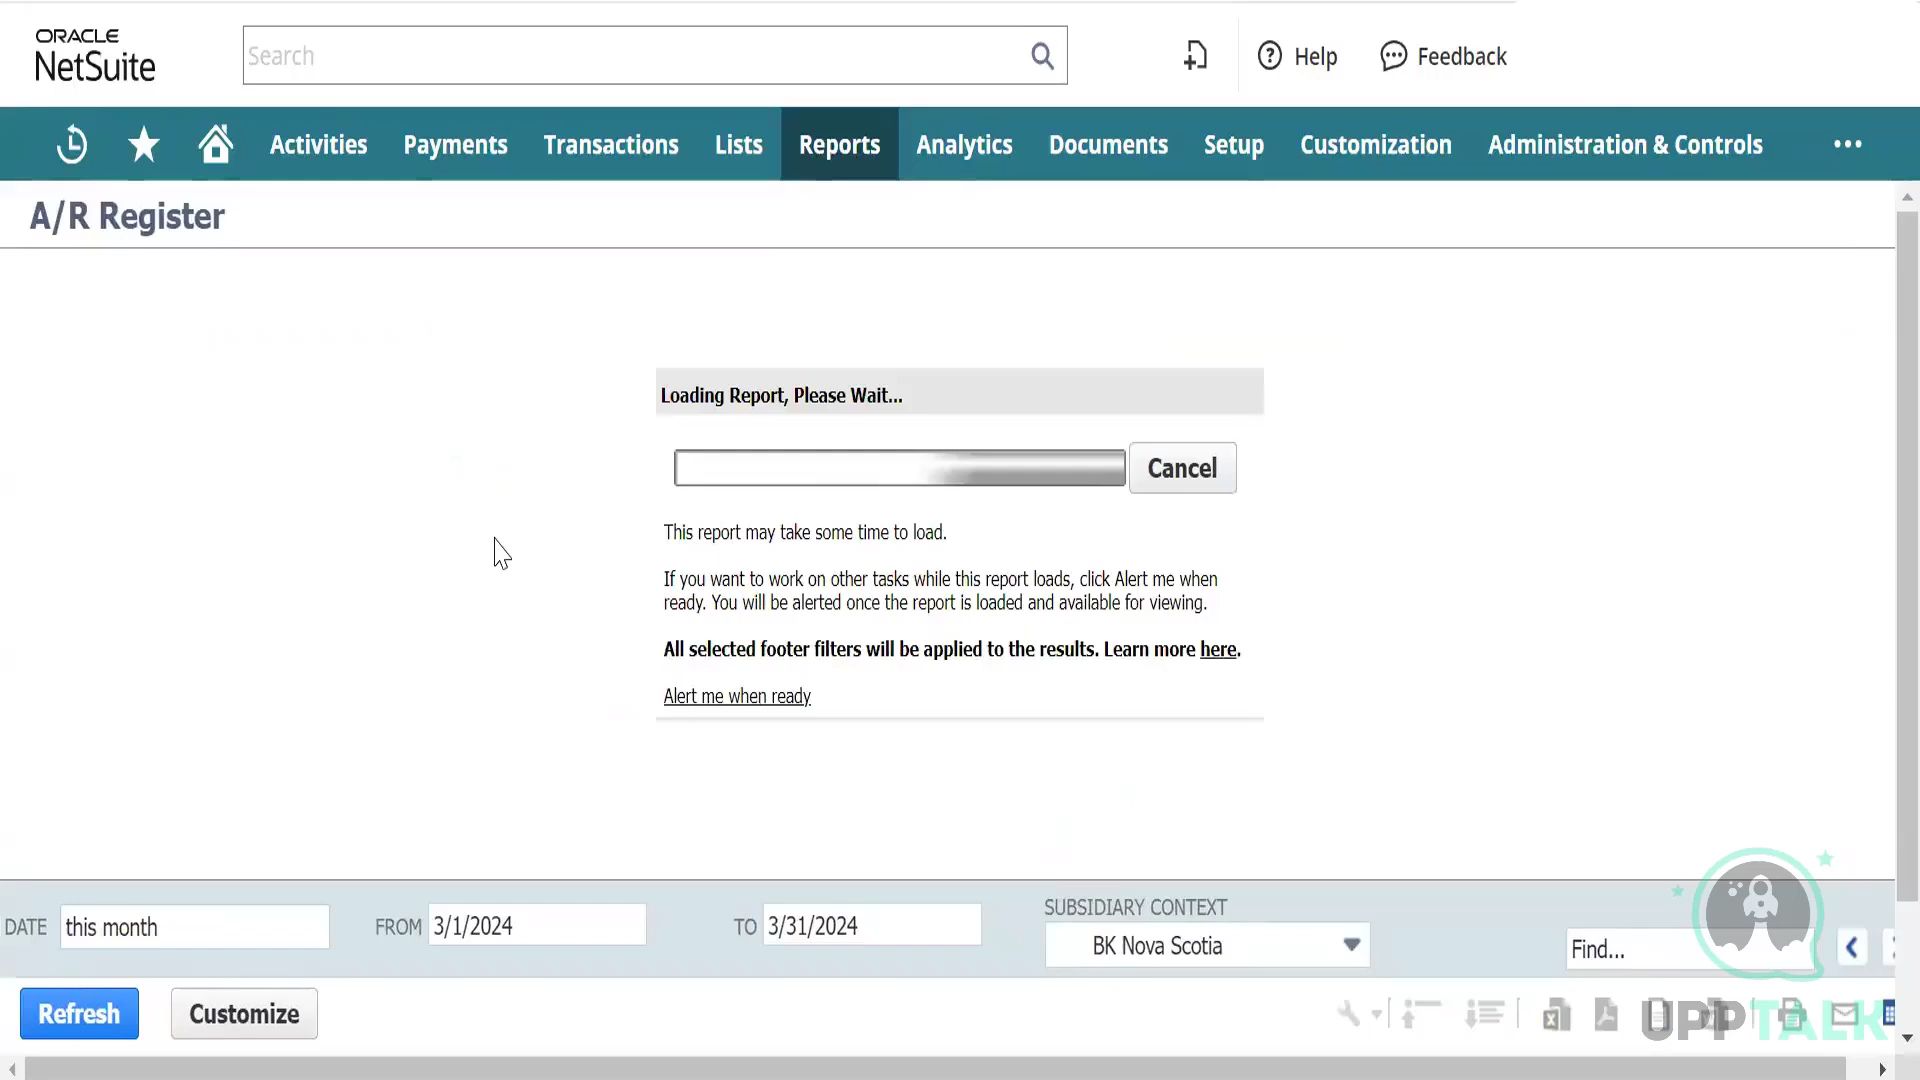 ORACLE
NetSuite
Search
Help
Feedback
Activities
Payments
Transactions
Lists
Reports
Analytics
Documents
Setup
Customization
Administration & Controls
A/R Register
Loading Report, Please Wait...
Cancel
This report may take some time to load.
If you want to work on other tasks while this report loads, click Alert me when
ready. You will be alerted once the report is loaded and available for viewing.
All selected footer filters will be applied to the results. Learn more here.
Alert me when ready
DATE
this month
FROM
3/1/2024
TO
3/31/2024
SUBSIDIARY CONTEXT
BK Nova Scotia
Find...
Refresh
Customize
UPPTALK